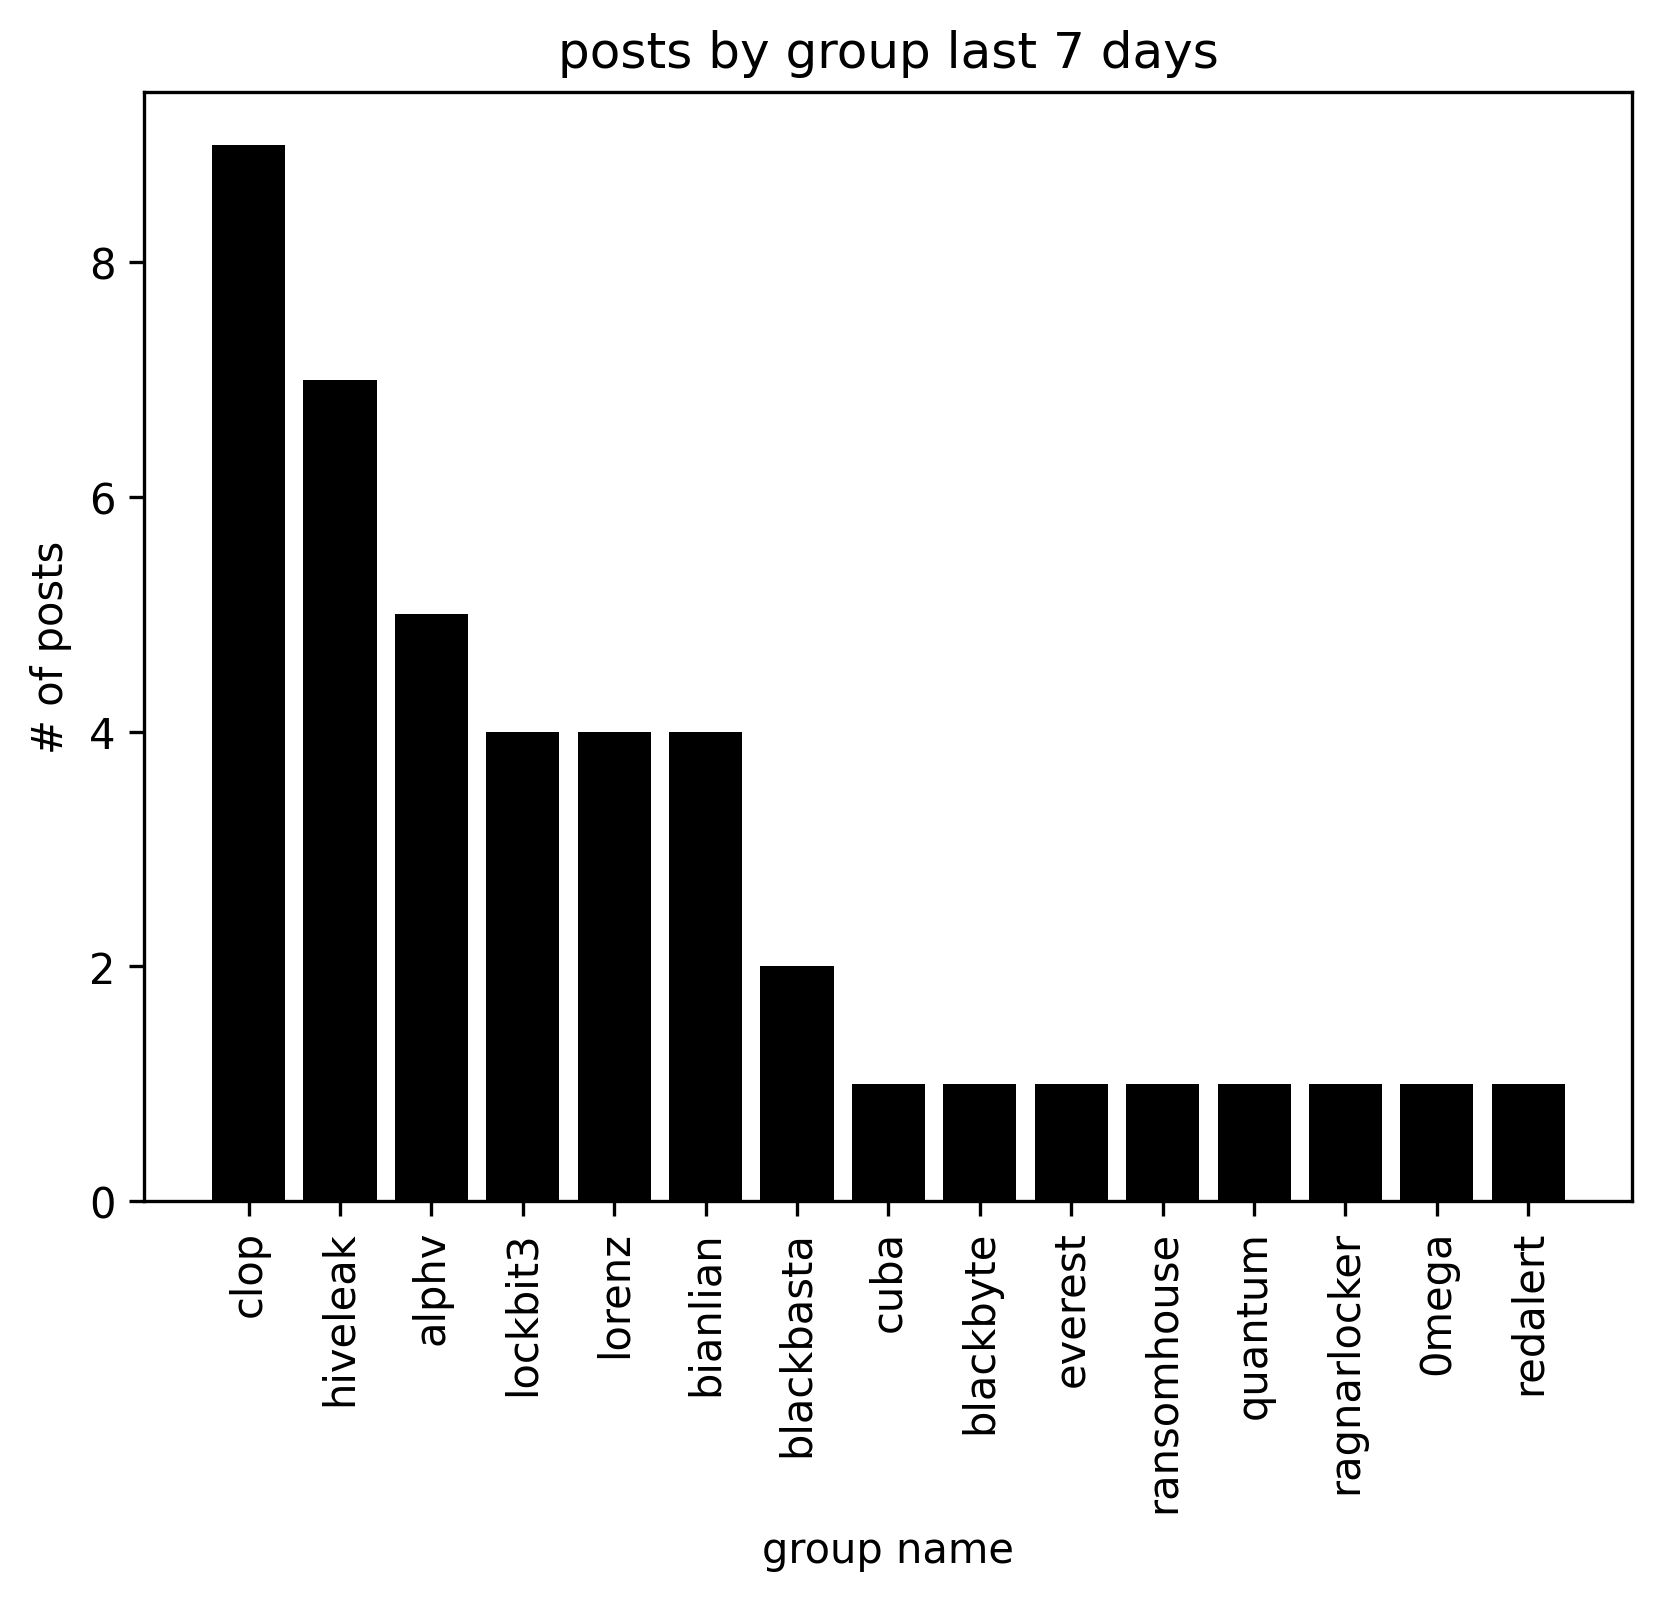 posts by group last 7 days
# of posts
8
6
4
2
0
clop
hiveleak
alphv
lockbit3
lorenz
bianlian
blackbasta
cuba
blackbyte
everest
ransomhouse
quantum
ragnarlocker
0mega
redalert
group name